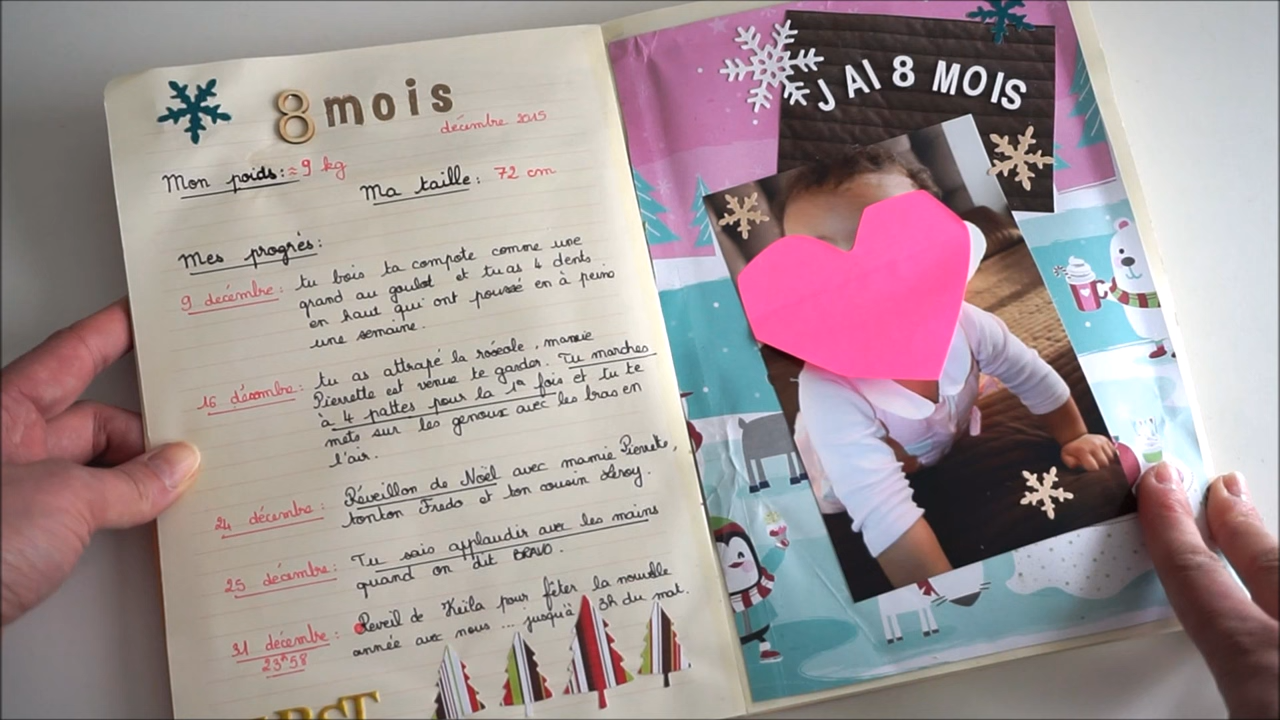 8 mois
décembre 2015
Mon poids: ≈ 9 kg
Ma taille: 72 cm
Mes progrés:
9 décembre: tu bois ta compote comme une
grand au goulot et tu as 4 dents
en haut qui ont poussé en à peine
une semaine.
16 décembre: tu as attrapé la roséole, mamie
Pierrette est venue te garder. Tu marches
à 4 pattes pour la 1e fois et tu te
mets sur les genoux avec les bras en
l'air.
24 décembre: Réveillon de Noël avec mamie Pierrette,
tonton Fredo et ton cousin Leroy.
25 décembre: Tu sais applaudir avec les mains
quand on dit BRAVO.
31 décembre: Reveil de Keila pour fêter la nouvelle
23h58 année avec nous ... jusqu'à 3h du mat.
J AI 8 MOIS